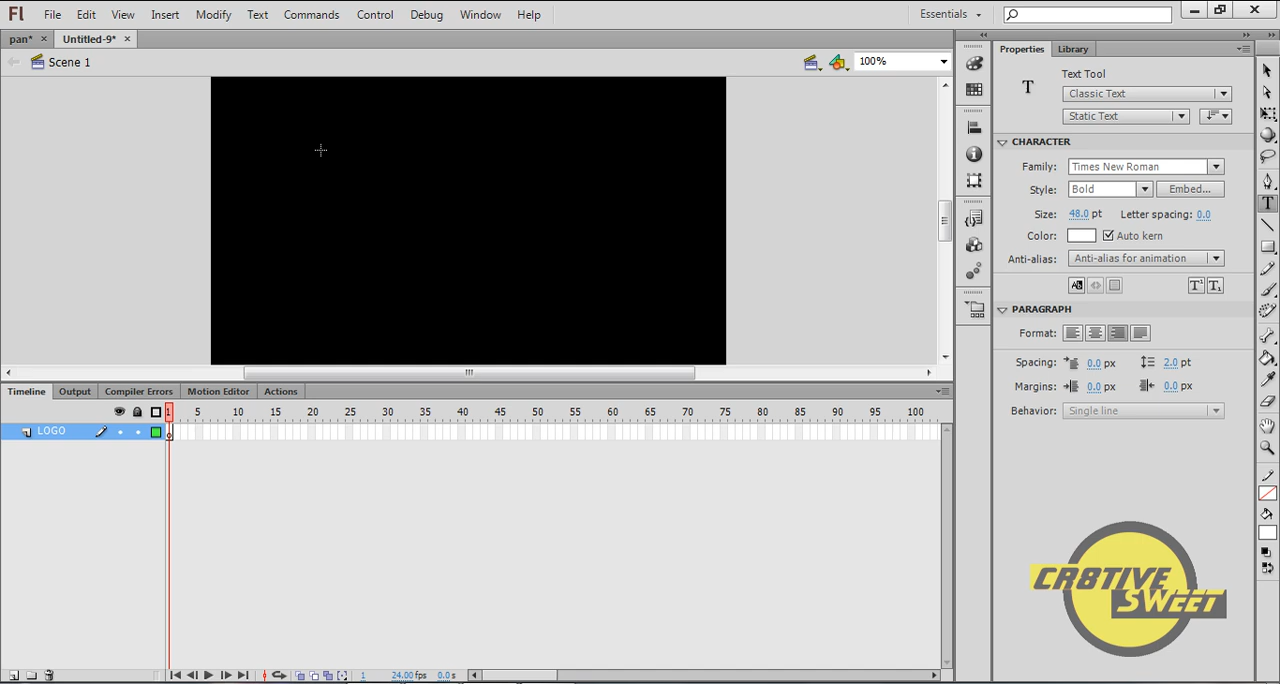 Fl File Edit View Insert Modify Text Commands Control Debug Window Help Essentials
pan* × Untitled-9* ×
Scene 1 100%
Properties Library
Text Tool
T Classic Text
Static Text
CHARACTER
Family: Times New Roman
Style: Bold Embed...
Size: 48.0 pt Letter spacing: 0.0
Color: Auto kern
Anti-alias: Anti-alias for animation
PARAGRAPH
Format:
Spacing: 0.0 px 2.0 pt
Margins: 0.0 px 0.0 px
Behavior: Single line
Timeline Output Compiler Errors Motion Editor Actions
1 5 10 15 20 25 30 35 40 45 50 55 60 65 70 75 80 85 90 95 100
LOGO
CR8TIVE
SWEET
1 24.00 fps 0.0 s